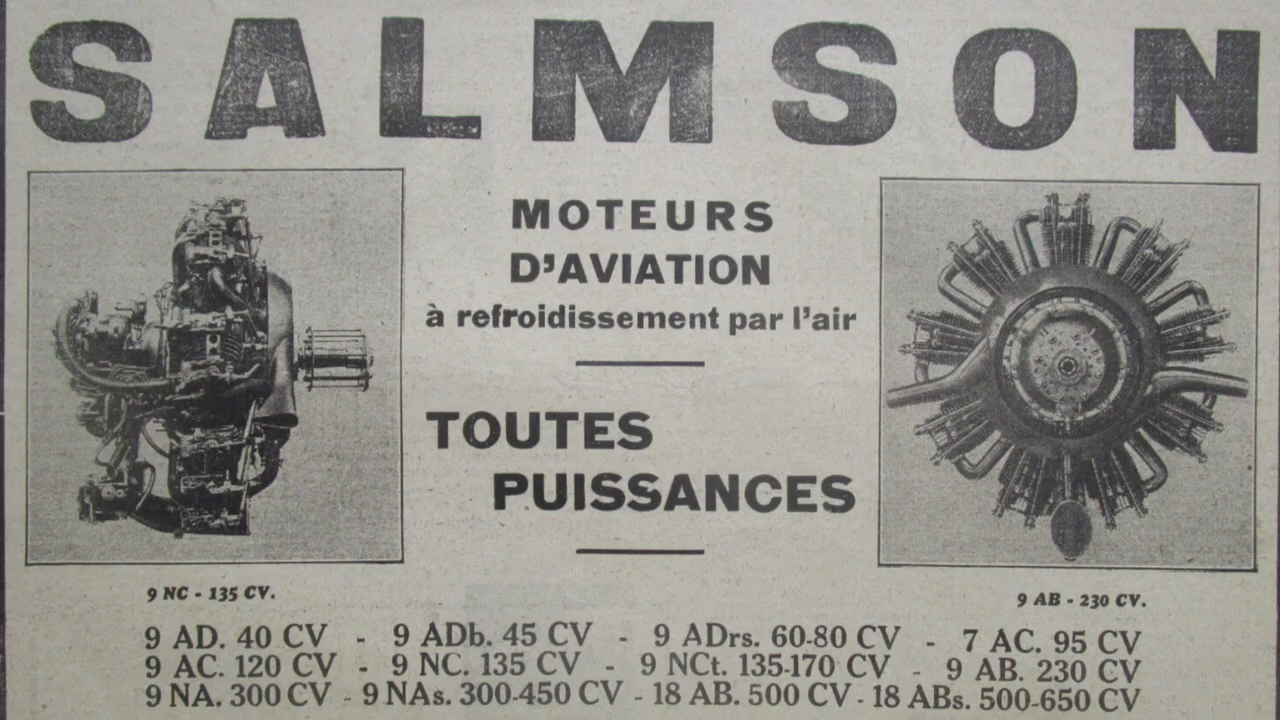 SALMSON
MOTEURS
D'AVIATION
à refroidissement par l'air
TOUTES
PUISSANCES
9 NC - 135 CV.
9 AB - 230 CV.
9 AD. 40 CV - 9 ADb. 45 CV - 9 ADrs. 60-80 CV - 7 AC. 95 CV
9 AC. 120 CV - 9 NC. 135 CV - 9 NCt. 135-170 CV - 9 AB. 230 CV
9 NA. 300 CV - 9 NAs. 300-450 CV - 18 AB. 500 CV - 18 ABs. 500-650 CV